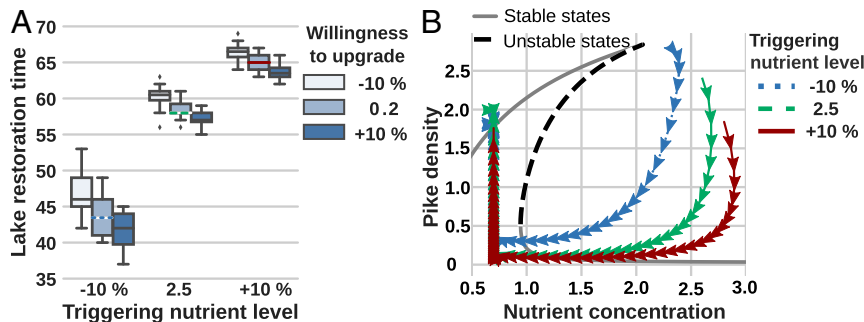 A
Lake restoration time
70
65
60
55
50
45
40
35
-10 %
2.5
+10 %
Triggering nutrient level
Willingness
to upgrade
-10 %
0.2
+10 %
B
Stable states
Unstable states
Pike density
2.5
2.0
1.5
1.0
0.5
0
0.5
1.0
1.5
2.0
2.5
3.0
Nutrient concentration
Triggering
nutrient level
-10 %
2.5
+10 %